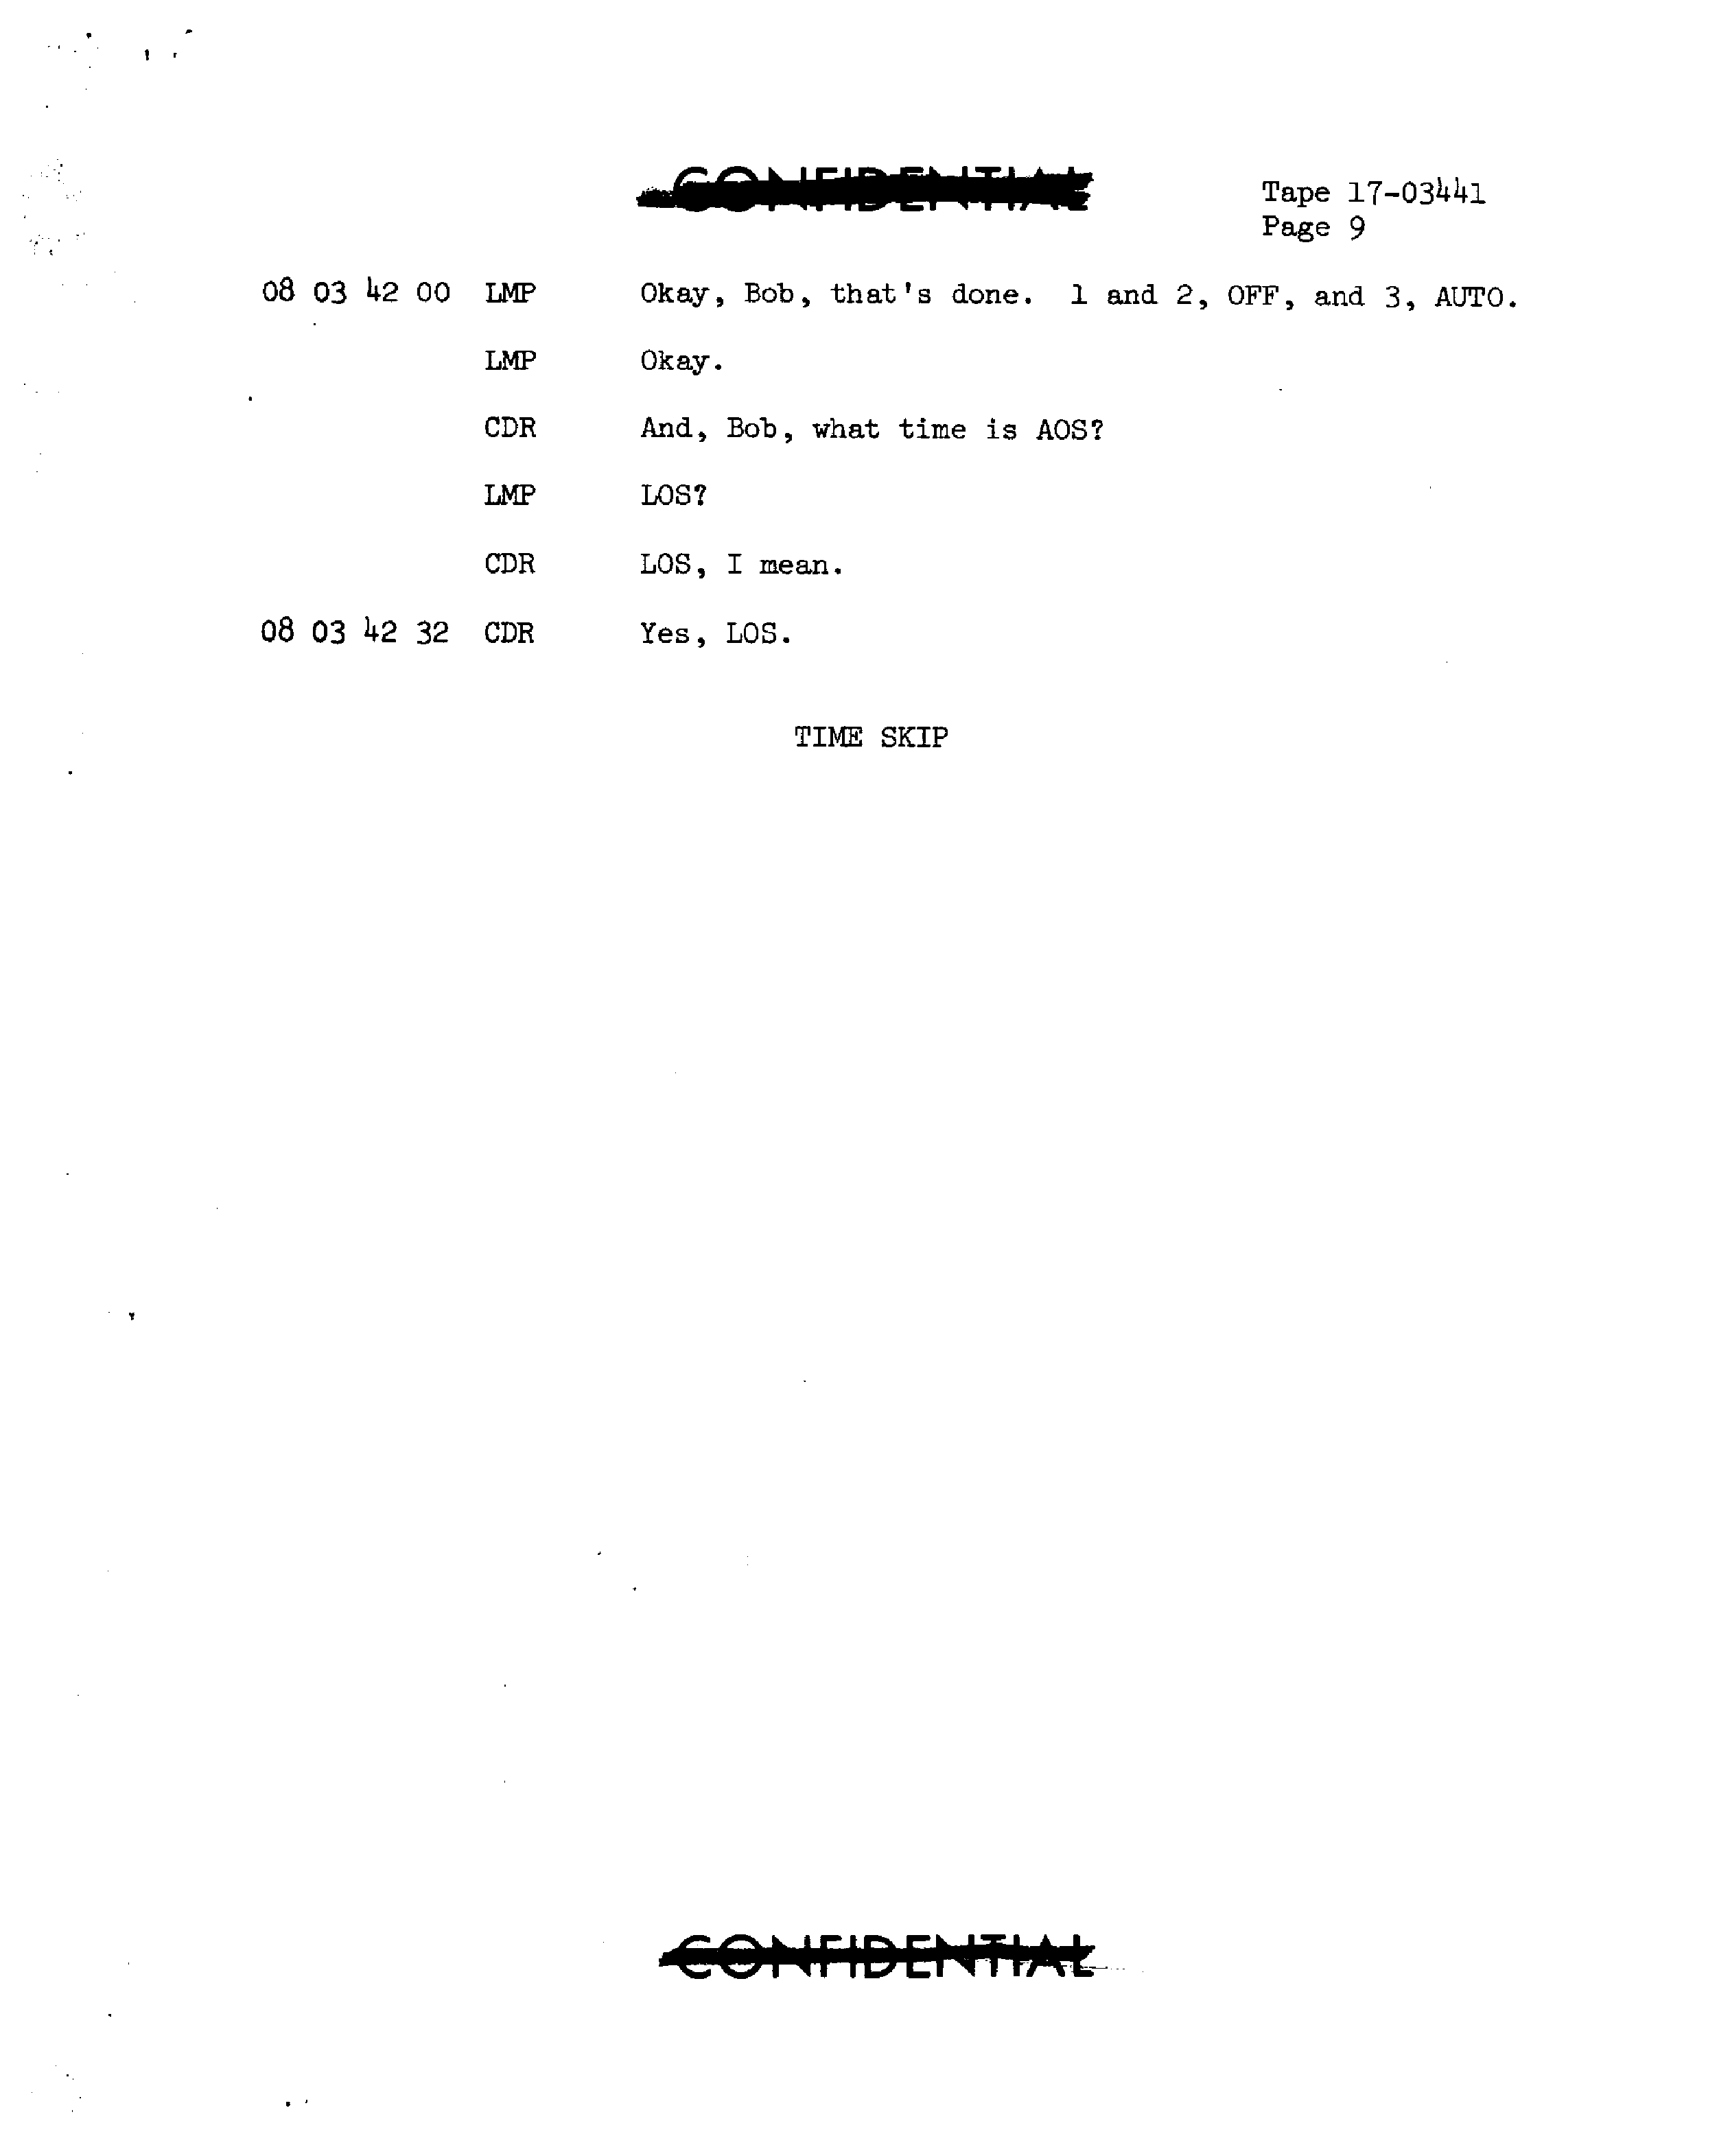 CONFIDENTIAL
Tape 17-03441
Page 9
08 03 42 00 LMP Okay, Bob, that's done. 1 and 2, OFF, and 3, AUTO.
LMP Okay.
CDR And, Bob, what time is AOS?
LMP LOS?
CDR LOS, I mean.
08 03 42 32 CDR Yes, LOS.
TIME SKIP
CONFIDENTIAL